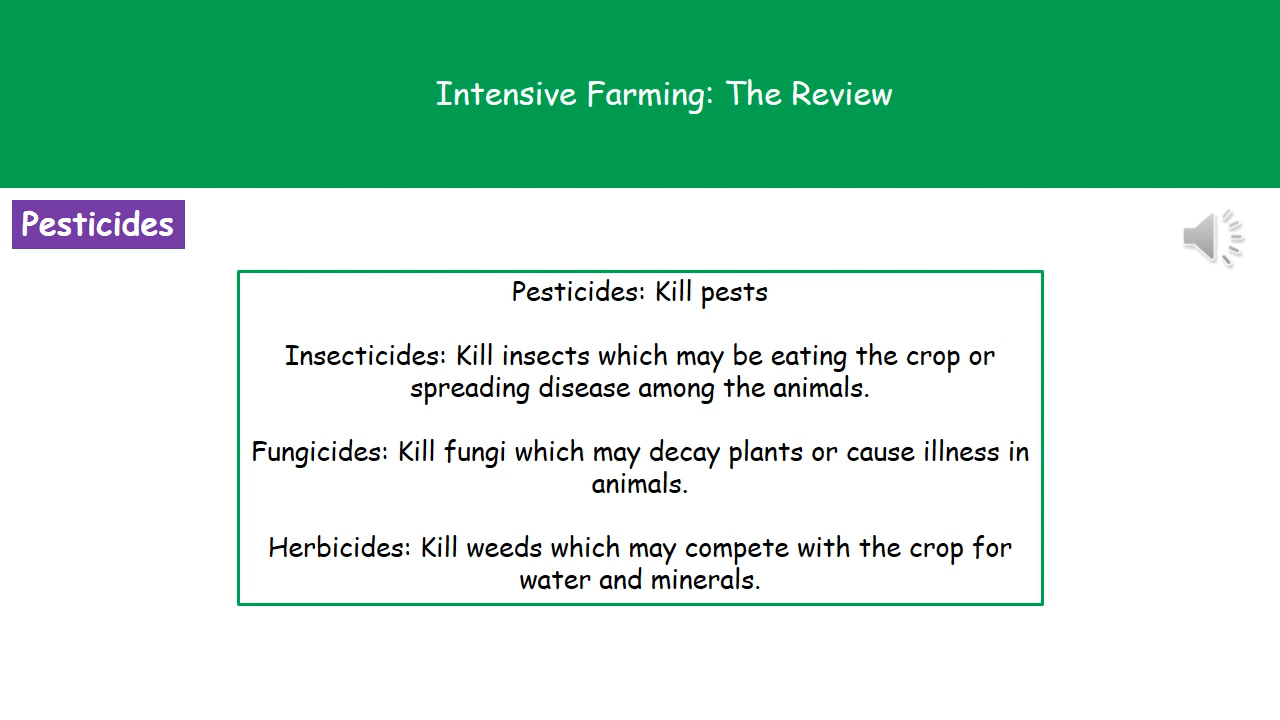 Intensive Farming: The Review
Pesticides
Pesticides: Kill pests
Insecticides: Kill insects which may be eating the crop or
spreading disease among the animals.
Fungicides: Kill fungi which may decay plants or cause illness in
animals.
Herbicides: Kill weeds which may compete with the crop for
water and minerals.